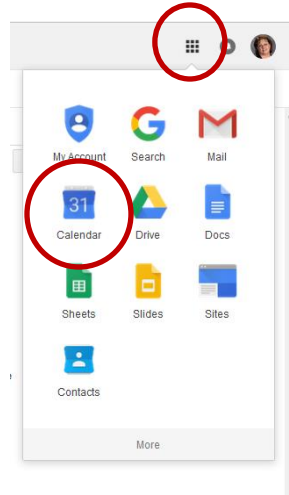 My Account Search Mail
31
Calendar Drive Docs
Sheets Slides Sites
Contacts
More